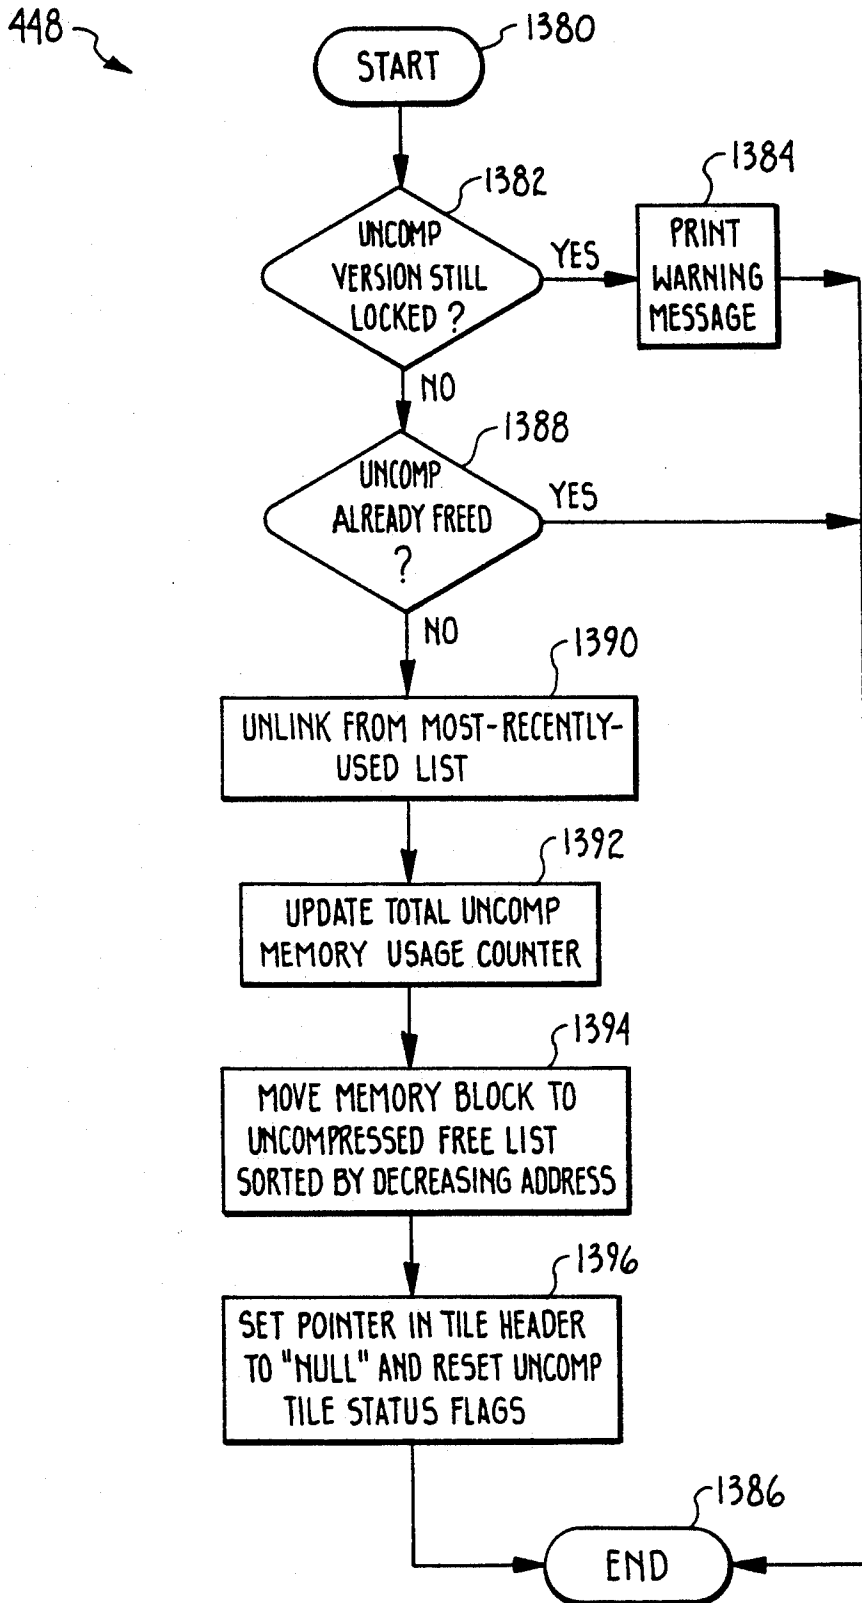 448
1380
START
1382
UNCOMP
VERSION STILL
LOCKED ?
YES
1384
PRINT
WARNING
MESSAGE
NO
1388
UNCOMP
ALREADY FREED
?
YES
NO
1390
UNLINK FROM MOST-RECENTLY-
USED LIST
1392
UPDATE TOTAL UNCOMP
MEMORY USAGE COUNTER
1394
MOVE MEMORY BLOCK TO
UNCOMPRESSED FREE LIST
SORTED BY DECREASING ADDRESS
1396
SET POINTER IN TILE HEADER
TO "NULL" AND RESET UNCOMP
TILE STATUS FLAGS
1386
END